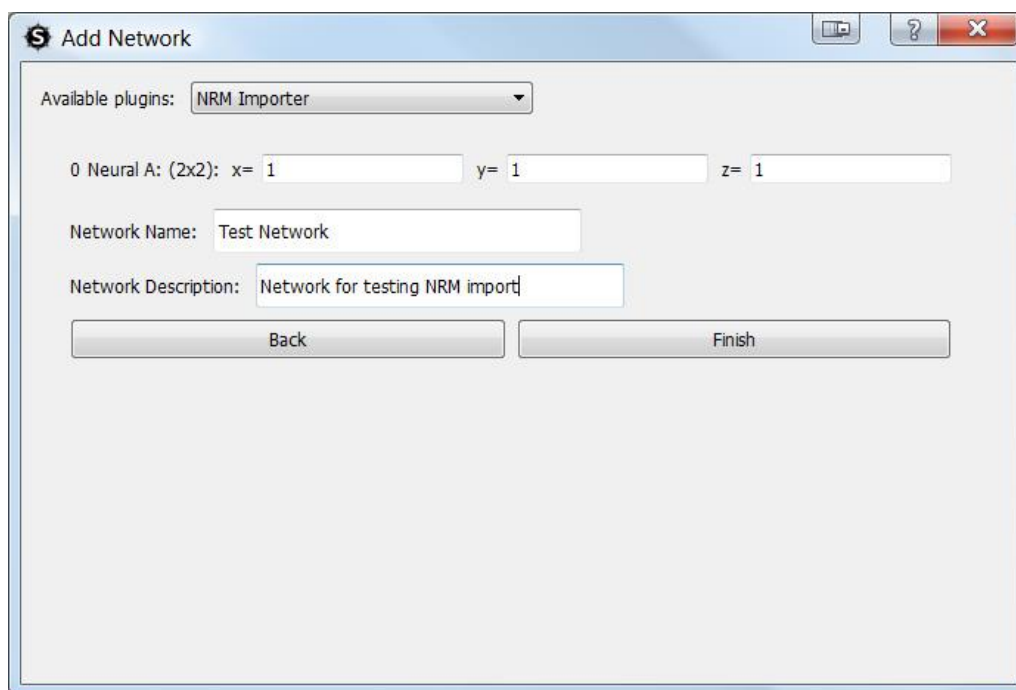 Add Network
Available plugins: NRM Importer
0 Neural A: (2x2): x= 1 y= 1 z= 1
Network Name: Test Network
Network Description: Network for testing NRM import
Back Finish